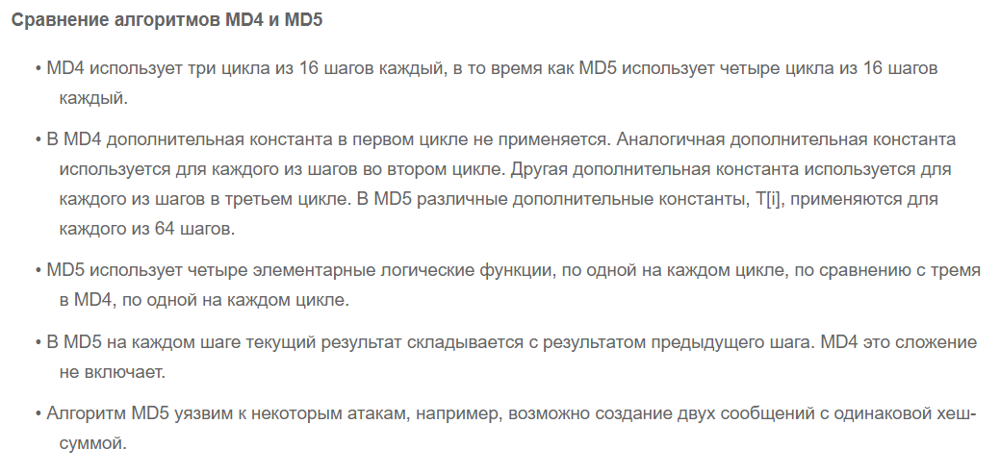 Сравнение алгоритмов MD4 и MD5
• MD4 использует три цикла из 16 шагов каждый, в то время как MD5 использует четыре цикла из 16 шагов
каждый.
• В MD4 дополнительная константа в первом цикле не применяется. Аналогичная дополнительная константа
используется для каждого из шагов во втором цикле. Другая дополнительная константа используется для
каждого из шагов в третьем цикле. В MD5 различные дополнительные константы, T[i], применяются для
каждого из 64 шагов.
• MD5 использует четыре элементарные логические функции, по одной на каждом цикле, по сравнению с тремя
в MD4, по одной на каждом цикле.
• В MD5 на каждом шаге текущий результат складывается с результатом предыдущего шага. MD4 это сложение
не включает.
• Алгоритм MD5 уязвим к некоторым атакам, например, возможно создание двух сообщений с одинаковой хеш-
суммой.